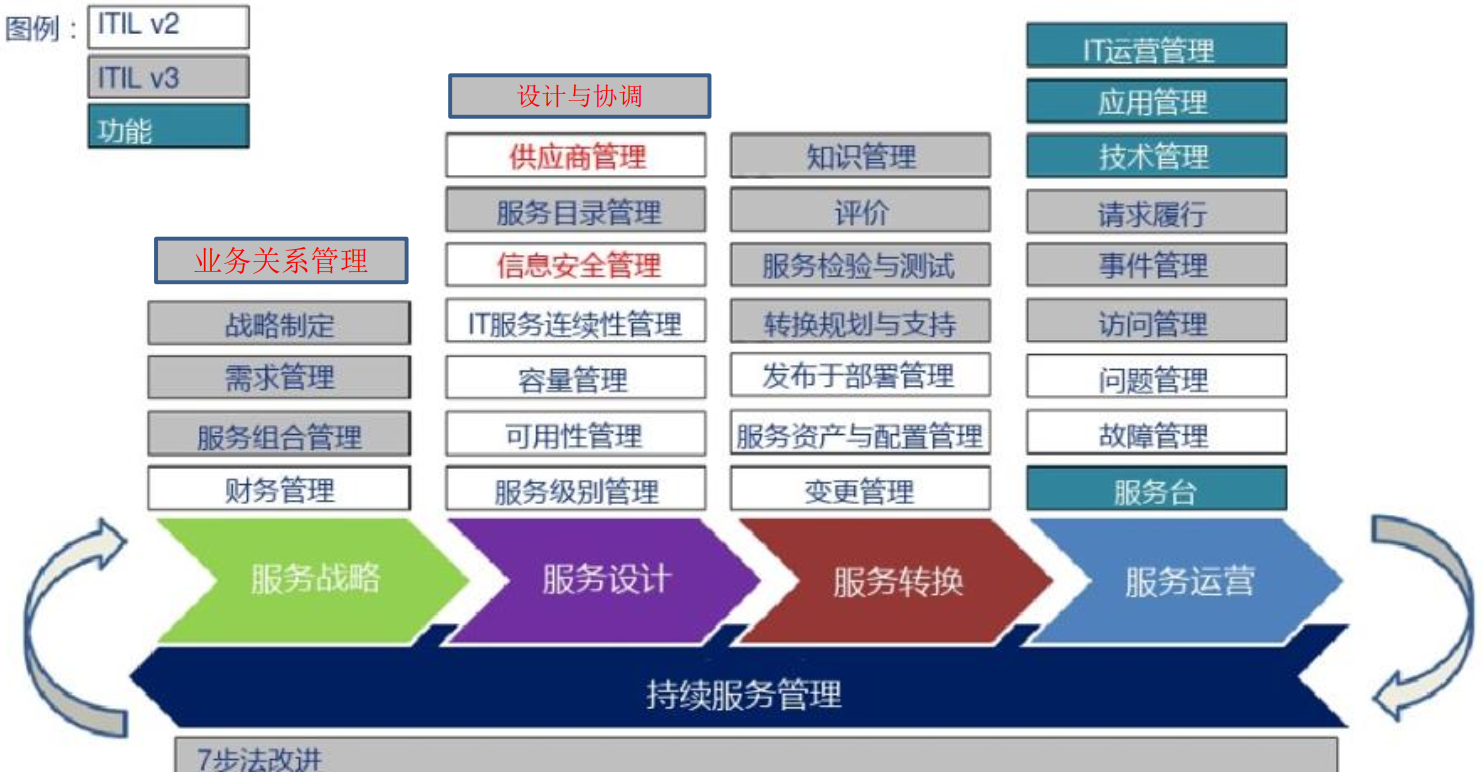 图例：
ITIL v2
ITIL v3
功能
业务关系管理
战略制定
需求管理
服务组合管理
财务管理
设计与协调
供应商管理
服务目录管理
信息安全管理
IT服务连续性管理
容量管理
可用性管理
服务级别管理
知识管理
评价
服务检验与测试
转换规划与支持
发布于部署管理
服务资产与配置管理
变更管理
IT运营管理
应用管理
技术管理
请求履行
事件管理
访问管理
问题管理
故障管理
服务台
服务战略
服务设计
服务转换
服务运营
持续服务管理
7步法改进